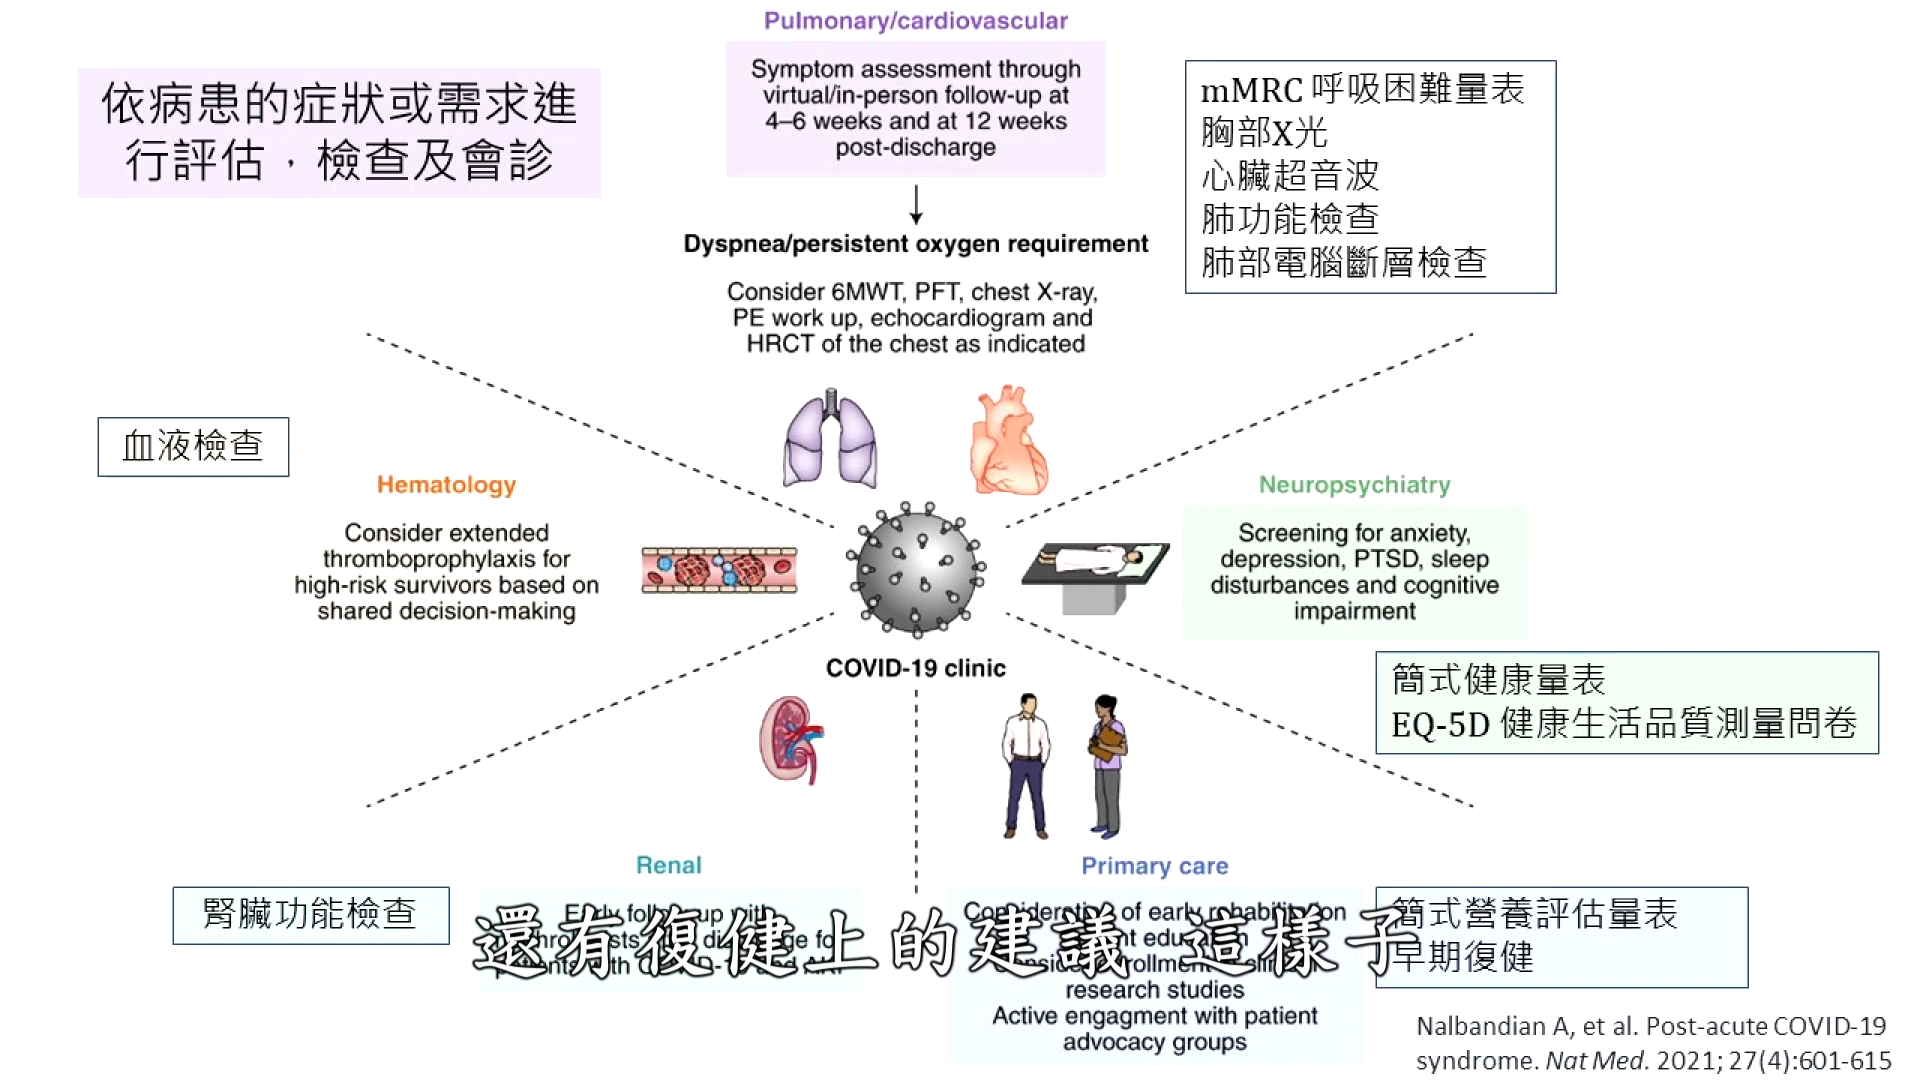 Pulmonary/cardiovascular
Symptom assessment through
virtual/in-person follow-up at
4–6 weeks and at 12 weeks
post-discharge
依病患的症狀或需求進
行評估，檢查及會診
mMRC 呼吸困難量表
胸部X光
心臟超音波
肺功能檢查
肺部電腦斷層檢查
Dyspnea/persistent oxygen requirement
Consider 6MWT, PFT, chest X-ray,
PE work up, echocardiogram and
HRCT of the chest as indicated
血液檢查
Hematology
Consider extended
thromboprophylaxis for
high-risk survivors based on
shared decision-making
Neuropsychiatry
Screening for anxiety,
depression, PTSD, sleep
disturbances and cognitive
impairment
COVID-19 clinic
簡式健康量表
EQ-5D 健康生活品質測量問卷
Renal
腎臟功能檢查
Primary care
Consideration of early rehabilitation
research studies
Active engagment with patient
advocacy groups
簡式營養評估量表
早期復健
還有復健上的建議 這樣子
Nalbandian A, et al. Post-acute COVID-19
syndrome. Nat Med. 2021; 27(4):601-615